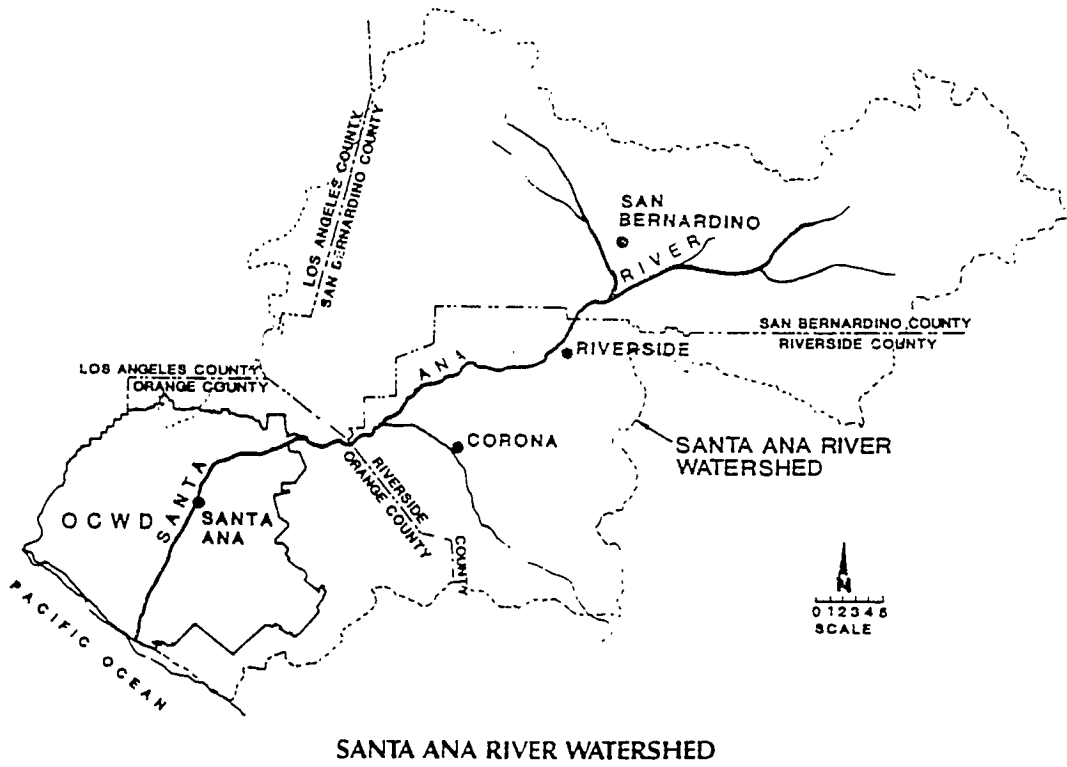 LOS ANGELES COUNTY
SAN BERNARDINO COUNTY
SAN
BERNARDINO
RIVER
SAN BERNARDINO COUNTY
RIVERSIDE COUNTY
RIVERSIDE
ANA
LOS ANGELES COUNTY
ORANGE COUNTY
CORONA
SANTA ANA RIVER
WATERSHED
RIVERSIDE
COUNTY
ORANGE COUNTY
SANTA
OCWD
SANTA
ANA
PACIFIC OCEAN
N
0 1 2 3 4 5
SCALE
SANTA ANA RIVER WATERSHED